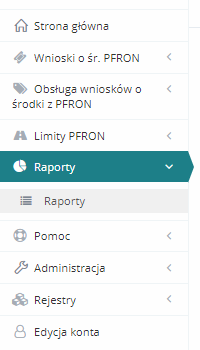 Strona główna
Wnioski o śr. PFRON
Obsługa wniosków o
środki z PFRON
Limity PFRON
Raporty
Raporty
Pomoc
Administracja
Rejestry
Edycja konta